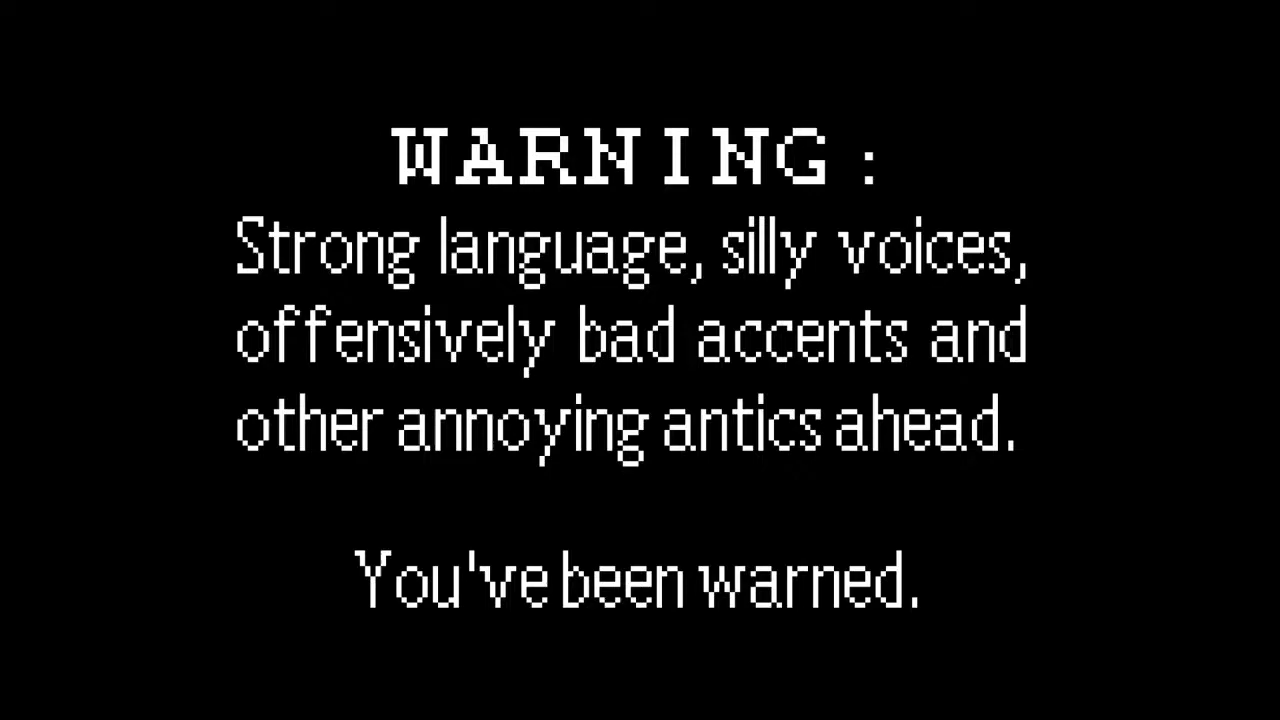 WARNING:
Strong language, silly voices,
offensively bad accents and
other annoying antics ahead.
You've been warned.